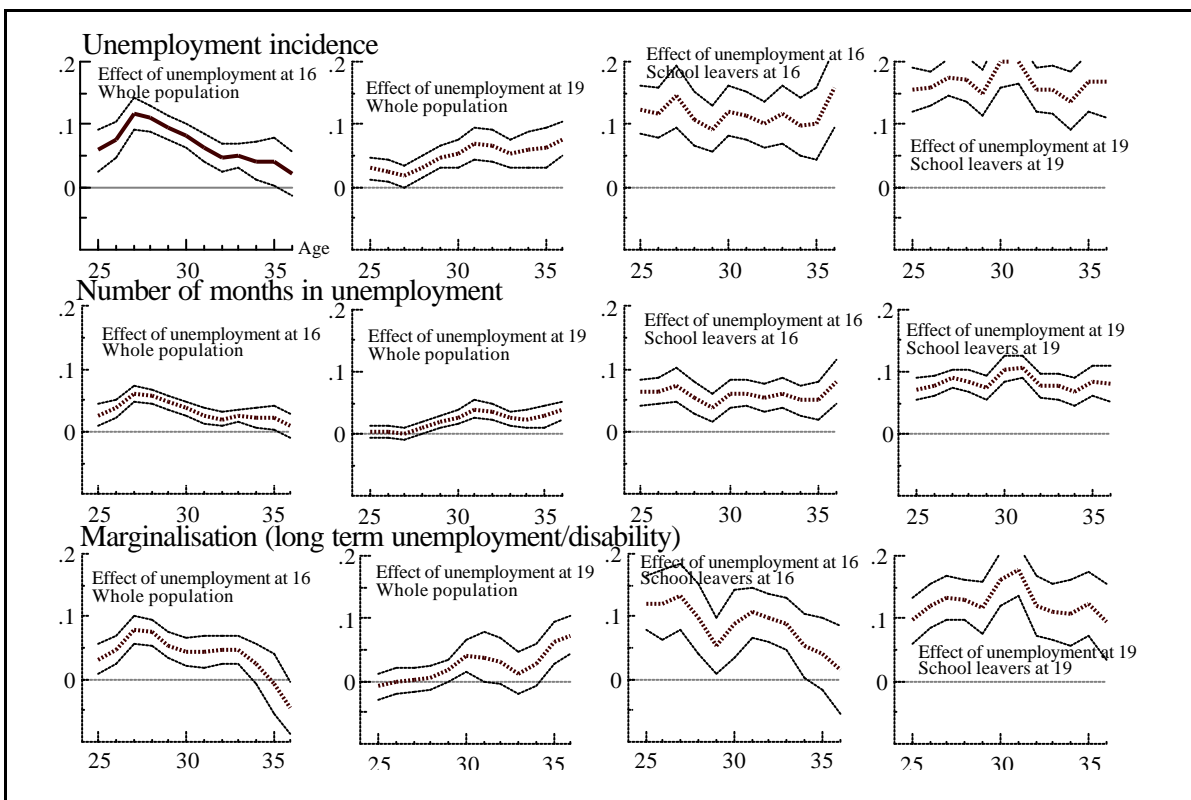 Unemployment incidence
.2
.1
0
Effect of unemployment at 16
Whole population
Age
25
30
35
.2
.1
0
Effect of unemployment at 19
Whole population
25
30
35
.2
.1
0
Effect of unemployment at 16
School leavers at 16
25
30
35
.2
.1
0
Effect of unemployment at 19
School leavers at 19
25
30
35
Number of months in unemployment
.2
.1
0
Effect of unemployment at 16
Whole population
25
30
35
.2
.1
0
Effect of unemployment at 19
Whole population
25
30
35
.2
.1
0
Effect of unemployment at 16
School leavers at 16
25
30
35
.2
.1
0
Effect of unemployment at 19
School leavers at 19
25
30
35
Marginalisation (long term unemployment/disability)
.2
.1
0
Effect of unemployment at 16
Whole population
25
30
35
.2
.1
0
Effect of unemployment at 19
Whole population
25
30
35
.2
.1
0
Effect of unemployment at 16
School leavers at 16
25
30
35
.2
.1
0
Effect of unemployment at 19
School leavers at 19
25
30
35